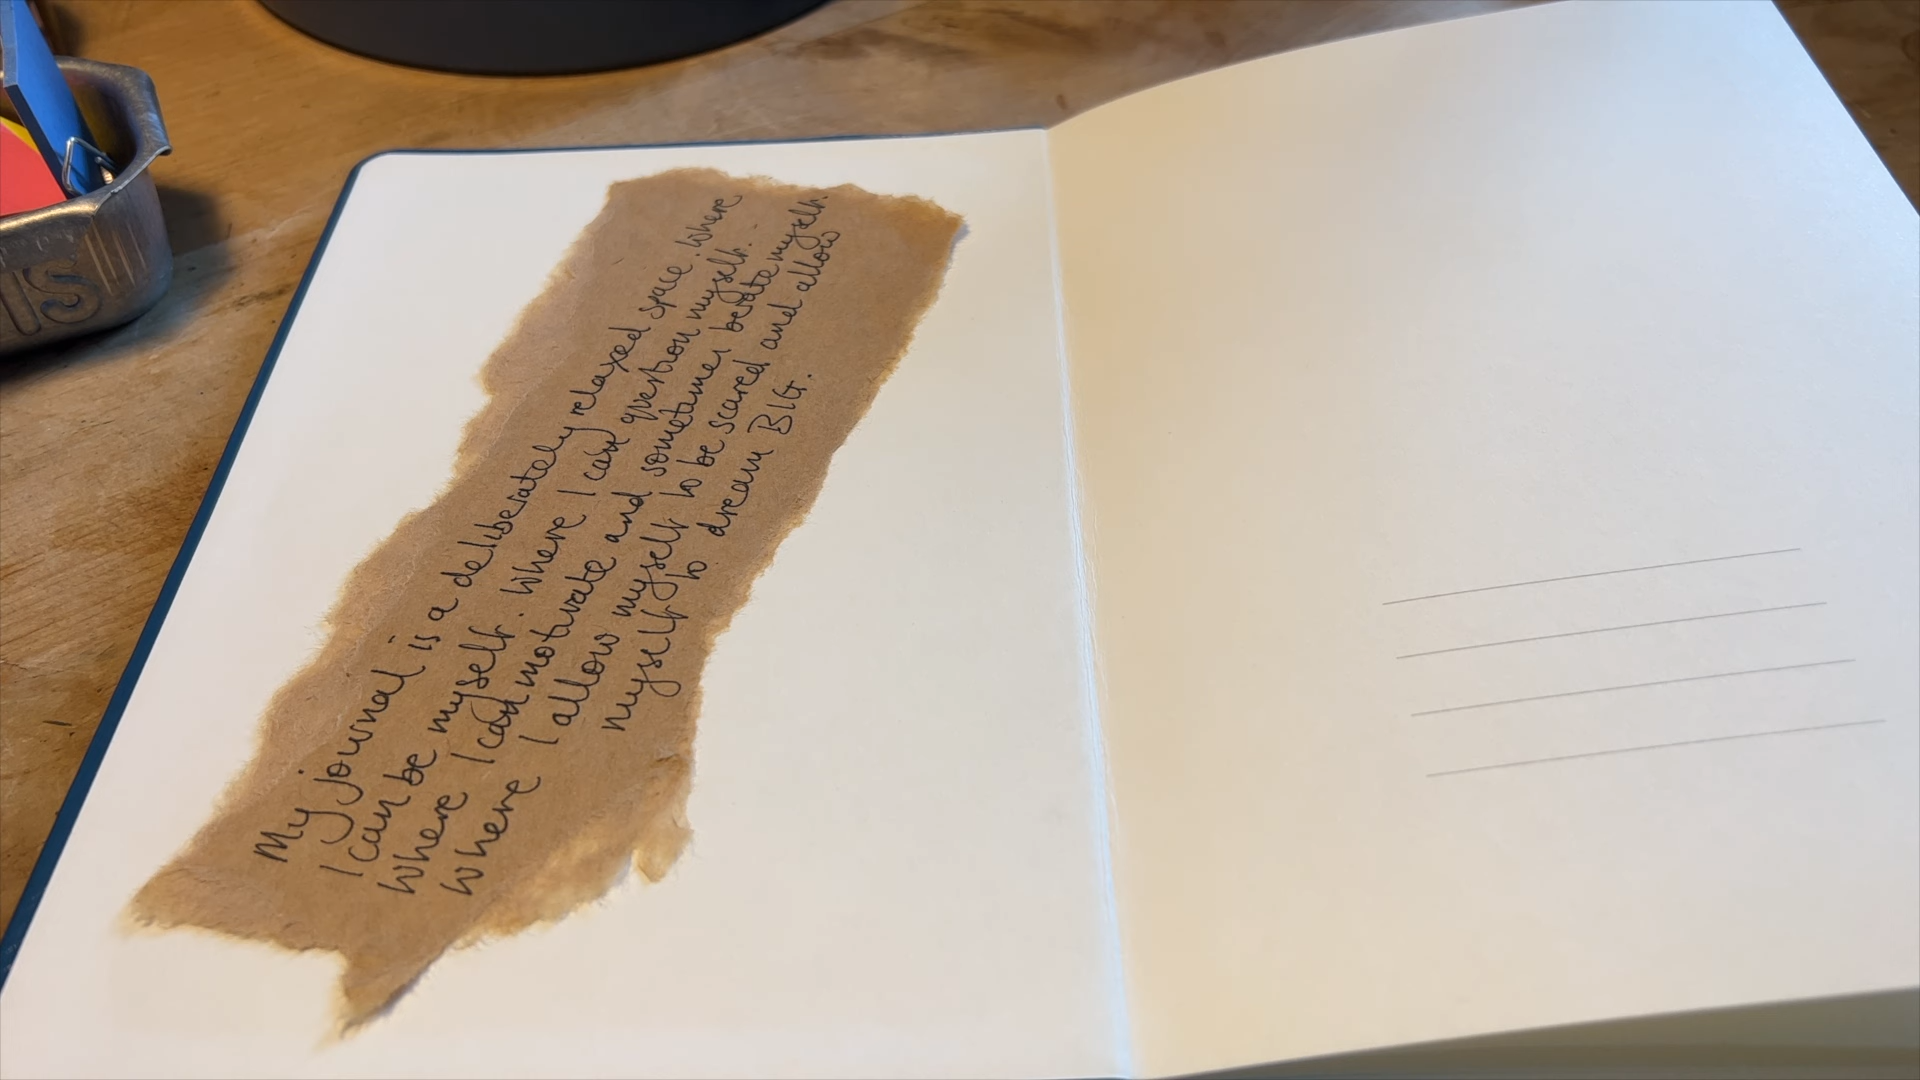 My journal is a deliberately relaxed space. Where
I can be myself. Where I can question myself.
Where I can motivate and sometimes berate myself.
Where I allow myself to be scared and allow
myself to dream BIG.
IS